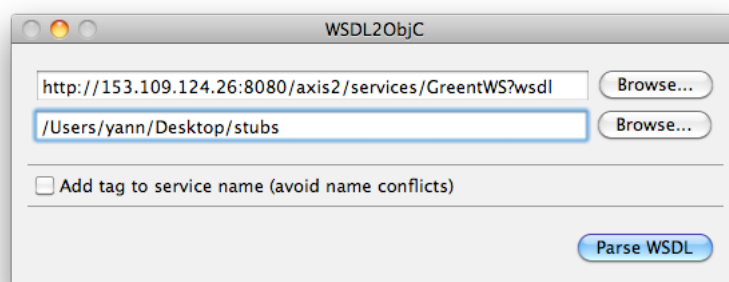 WSDL2ObjC
http://153.109.124.26:8080/axis2/services/GreentWS?wsdl Browse...
/Users/yann/Desktop/stubs Browse...
Add tag to service name (avoid name conflicts)
Parse WSDL